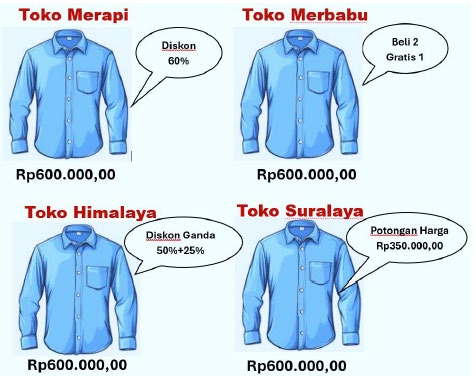 Toko Merapi
Diskon
60%
Rp600.000,00
Toko Merbabu
Beli 2
Gratis 1
Rp600.000,00
Toko Himalaya
Diskon Ganda
50%+25%
Rp600.000,00
Toko Suralaya
Potongan Harga
Rp350.000,00
Rp600.000,00